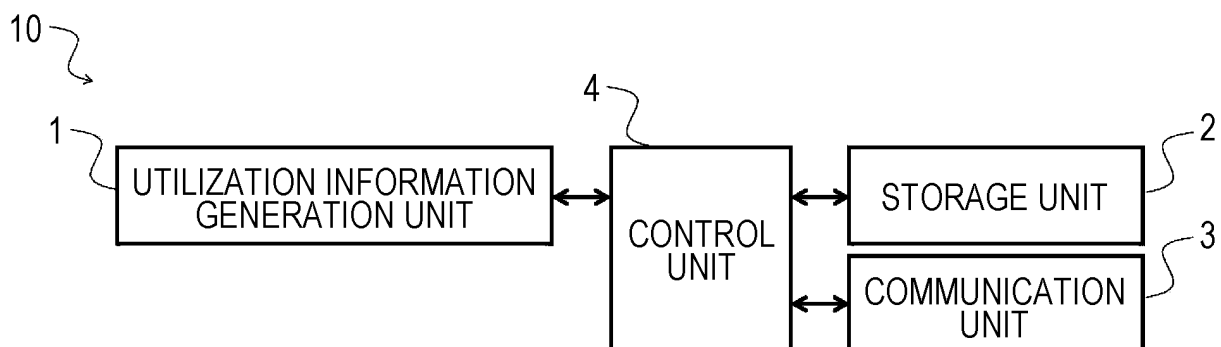 10
1
UTILIZATION INFORMATION
GENERATION UNIT
4
CONTROL
UNIT
2
STORAGE UNIT
3
COMMUNICATION
UNIT